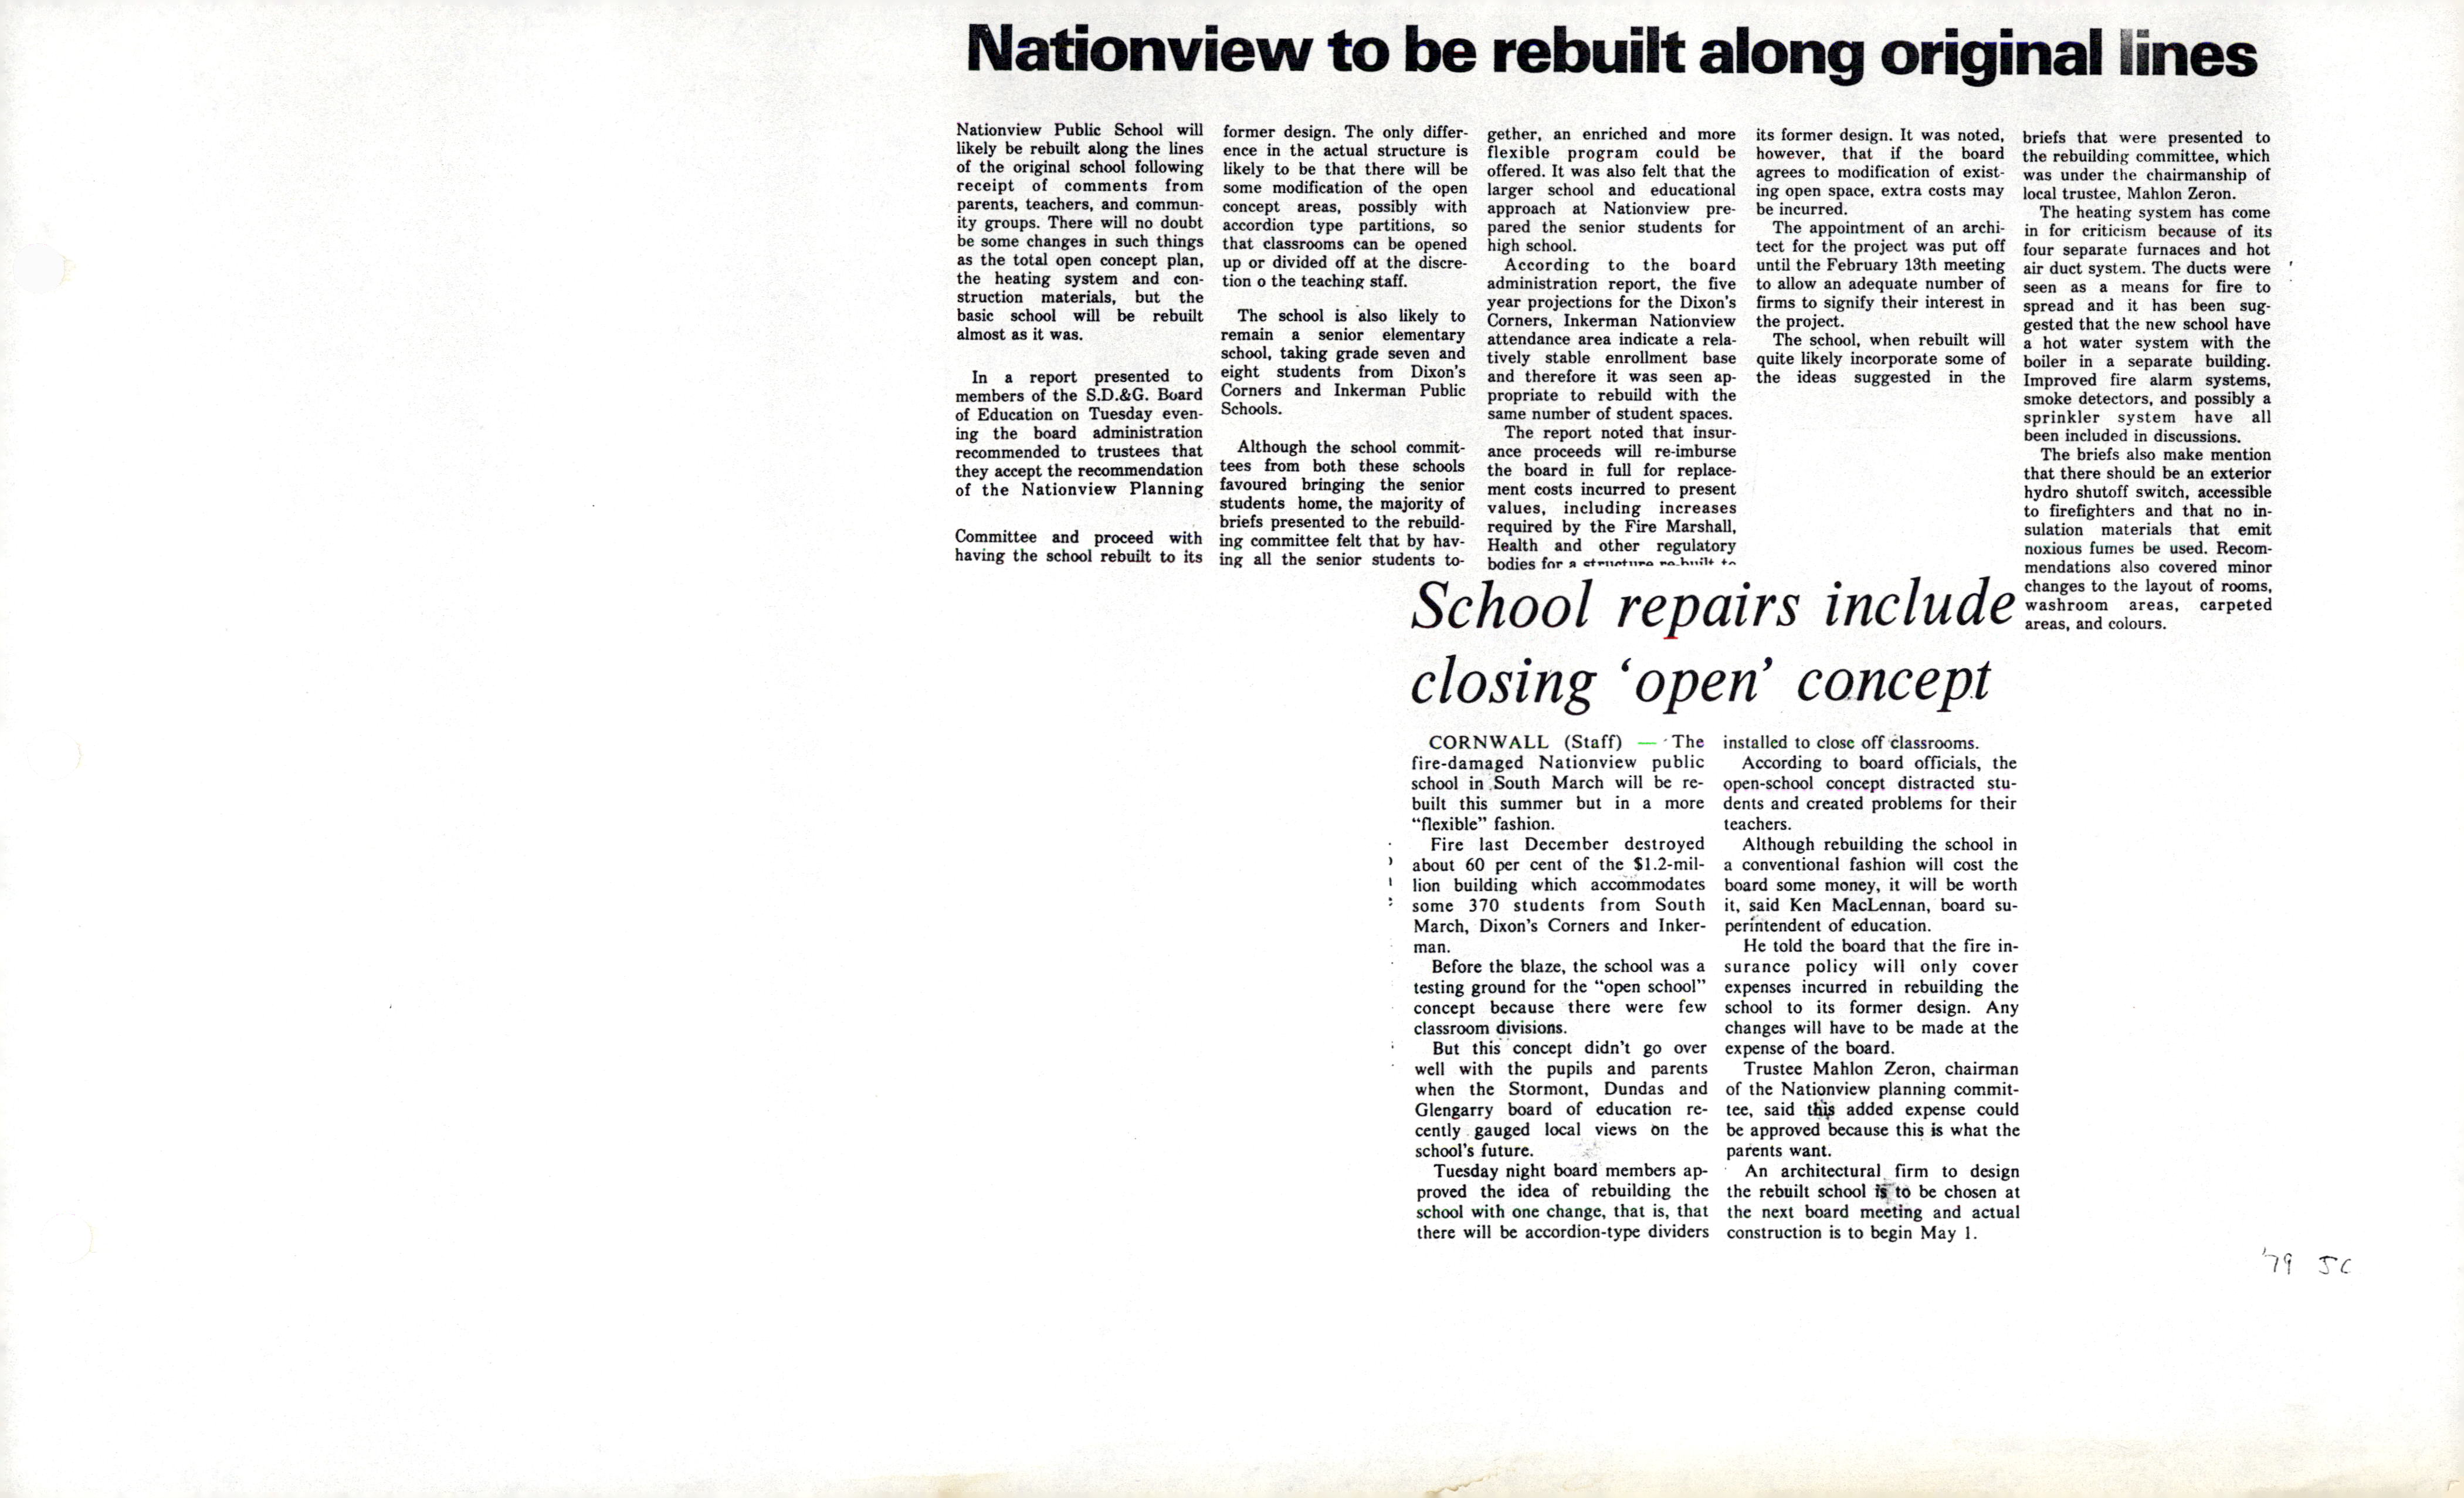 Nationview to be rebuilt along original lines
Nationview Public School will
likely be rebuilt along the lines
of the original school following
receipt of comments from
parents, teachers, and commun-
ity groups. There will no doubt
be some changes in such things
as the total open concept plan,
the heating system and con-
struction materials, but the
basic school will be rebuilt
almost as it was.
In a report presented to
members of the S.D.&G. Board
of Education on Tuesday even-
ing the board administration
recommended to trustees that
they accept the recommendation
of the Nationview Planning
Committee and proceed with
having the school rebuilt to its
former design. The only differ-
ence in the actual structure is
likely to be that there will be
some modification of the open
concept areas, possibly with
accordion type partitions, so
that classrooms can be opened
up or divided off at the discre-
tion o the teaching staff.
The school is also likely to
remain a senior elementary
school, taking grade seven and
eight students from Dixon's
Corners and Inkerman Public
Schools.
Although the school commit-
tees from both these schools
favoured bringing the senior
students home, the majority of
briefs presented to the rebuild-
ing committee felt that by hav-
ing all the senior students to-
gether, an enriched and more
flexible program could be
offered. It was also felt that the
larger school and educational
approach at Nationview pre-
pared the senior students for
high school.
According to the board
administration report, the five
year projections for the Dixon's
Corners, Inkerman Nationview
attendance area indicate a rela-
tively stable enrollment base
and therefore it was seen ap-
propriate to rebuild with the
same number of student spaces.
The report noted that insur-
ance proceeds will re-imburse
the board in full for replace-
ment costs incurred to present
values, including increases
required by the Fire Marshall,
Health and other regulatory
bodies for a structure re-built to
its former design. It was noted,
however, that if the board
agrees to modification of exist-
ing open space, extra costs may
be incurred.
The appointment of an archi-
tect for the project was put off
until the February 13th meeting
to allow an adequate number of
firms to signify their interest in
the project.
The school, when rebuilt will
quite likely incorporate some of
the ideas suggested in the
briefs that were presented to
the rebuilding committee, which
was under the chairmanship of
local trustee, Mahlon Zeron.
The heating system has come
in for criticism because of its
four separate furnaces and hot
air duct system. The ducts were
seen as a means for fire to
spread and it has been sug-
gested that the new school have
a hot water system with the
boiler in a separate building.
Improved fire alarm systems,
smoke detectors, and possibly a
sprinkler system have all
been included in discussions.
The briefs also make mention
that there should be an exterior
hydro shutoff switch, accessible
to firefighters and that no in-
sulation materials that emit
noxious fumes be used. Recom-
mendations also covered minor
changes to the layout of rooms,
washroom areas, carpeted
areas, and colours.
School repairs include
closing ‘open’ concept
CORNWALL (Staff) — The
fire-damaged Nationview public
school in South March will be re-
built this summer but in a more
“flexible” fashion.
Fire last December destroyed
about 60 per cent of the $1.2-mil-
lion building which accommodates
some 370 students from South
March, Dixon's Corners and Inker-
man.
Before the blaze, the school was a
testing ground for the “open school”
concept because there were few
classroom divisions.
But this concept didn't go over
well with the pupils and parents
when the Stormont, Dundas and
Glengarry board of education re-
cently gauged local views on the
school's future.
Tuesday night board members ap-
proved the idea of rebuilding the
school with one change, that is, that
there will be accordion-type dividers
installed to close off classrooms.
According to board officials, the
open-school concept distracted stu-
dents and created problems for their
teachers.
Although rebuilding the school in
a conventional fashion will cost the
board some money, it will be worth
it, said Ken MacLennan, board su-
perintendent of education.
He told the board that the fire in-
surance policy will only cover
expenses incurred in rebuilding the
school to its former design. Any
changes will have to be made at the
expense of the board.
Trustee Mahlon Zeron, chairman
of the Nationview planning commit-
tee, said this added expense could
be approved because this is what the
parents want.
An architectural firm to design
the rebuilt school is to be chosen at
the next board meeting and actual
construction is to begin May 1.
'79 JC